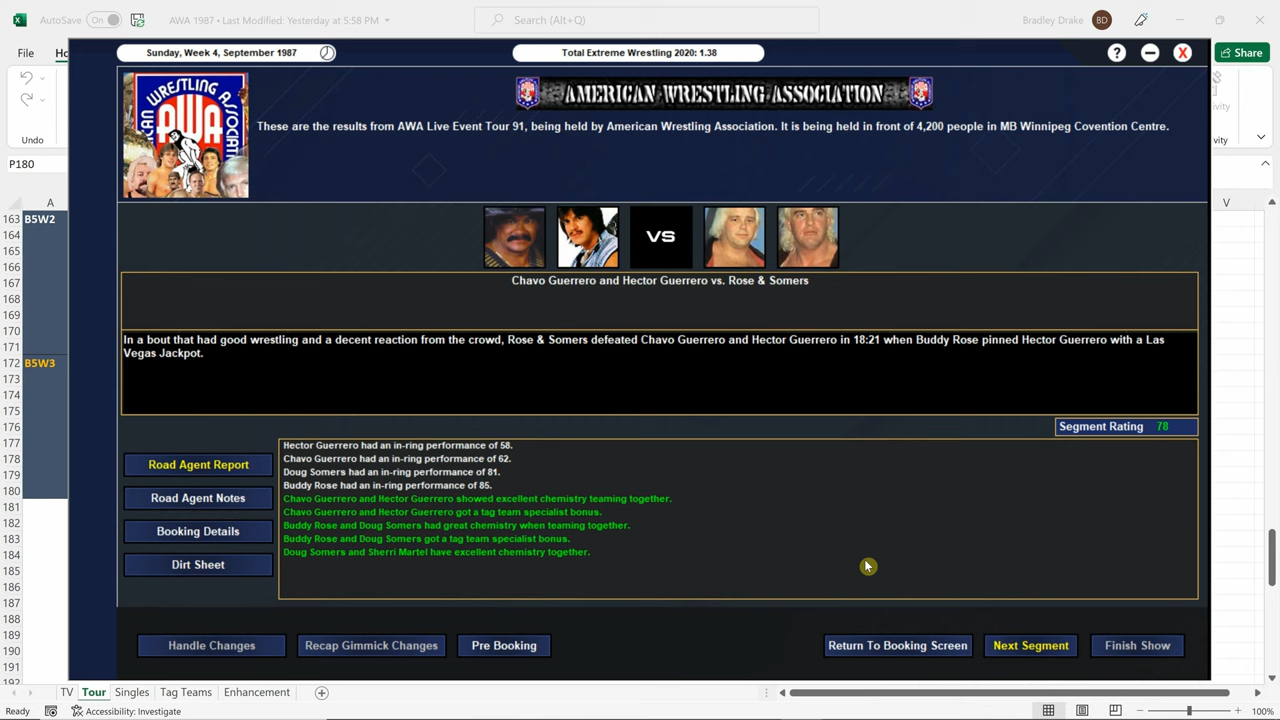 AutoSave On AWA 1987 • Last Modified: Yesterday at 5:58 PM Search (Alt+Q) Bradley Drake BD
File Ho Share
Sunday, Week 4, September 1987 Total Extreme Wrestling 2020: 1.38 ? X
AWA
AMERICAN WRESTLING ASSOCIATION
These are the results from AWA Live Event Tour 91, being held by American Wrestling Association. It is being held in front of 4,200 people in MB Winnipeg Covention Centre.
Undo
P180
A V
VS
Chavo Guerrero and Hector Guerrero vs. Rose & Somers
In a bout that had good wrestling and a decent reaction from the crowd, Rose & Somers defeated Chavo Guerrero and Hector Guerrero in 18:21 when Buddy Rose pinned Hector Guerrero with a Las
Vegas Jackpot.
Segment Rating 78
Road Agent Report
Road Agent Notes
Booking Details
Dirt Sheet
Hector Guerrero had an in-ring performance of 58.
Chavo Guerrero had an in-ring performance of 62.
Doug Somers had an in-ring performance of 81.
Buddy Rose had an in-ring performance of 85.
Chavo Guerrero and Hector Guerrero showed excellent chemistry teaming together.
Chavo Guerrero and Hector Guerrero got a tag team specialist bonus.
Buddy Rose and Doug Somers had great chemistry when teaming together.
Buddy Rose and Doug Somers got a tag team specialist bonus.
Doug Somers and Sherri Martel have excellent chemistry together.
163 B5W2
164
165
166
167
168
169
170
171
172 B5W3
173
174
175
176
177
178
179
180
181
182
183
184
185
186
187
188
189
190
191
192
Handle Changes Recap Gimmick Changes Pre Booking Return To Booking Screen Next Segment Finish Show
TV Tour Singles Tag Teams Enhancement
Ready Accessibility: Investigate 100%